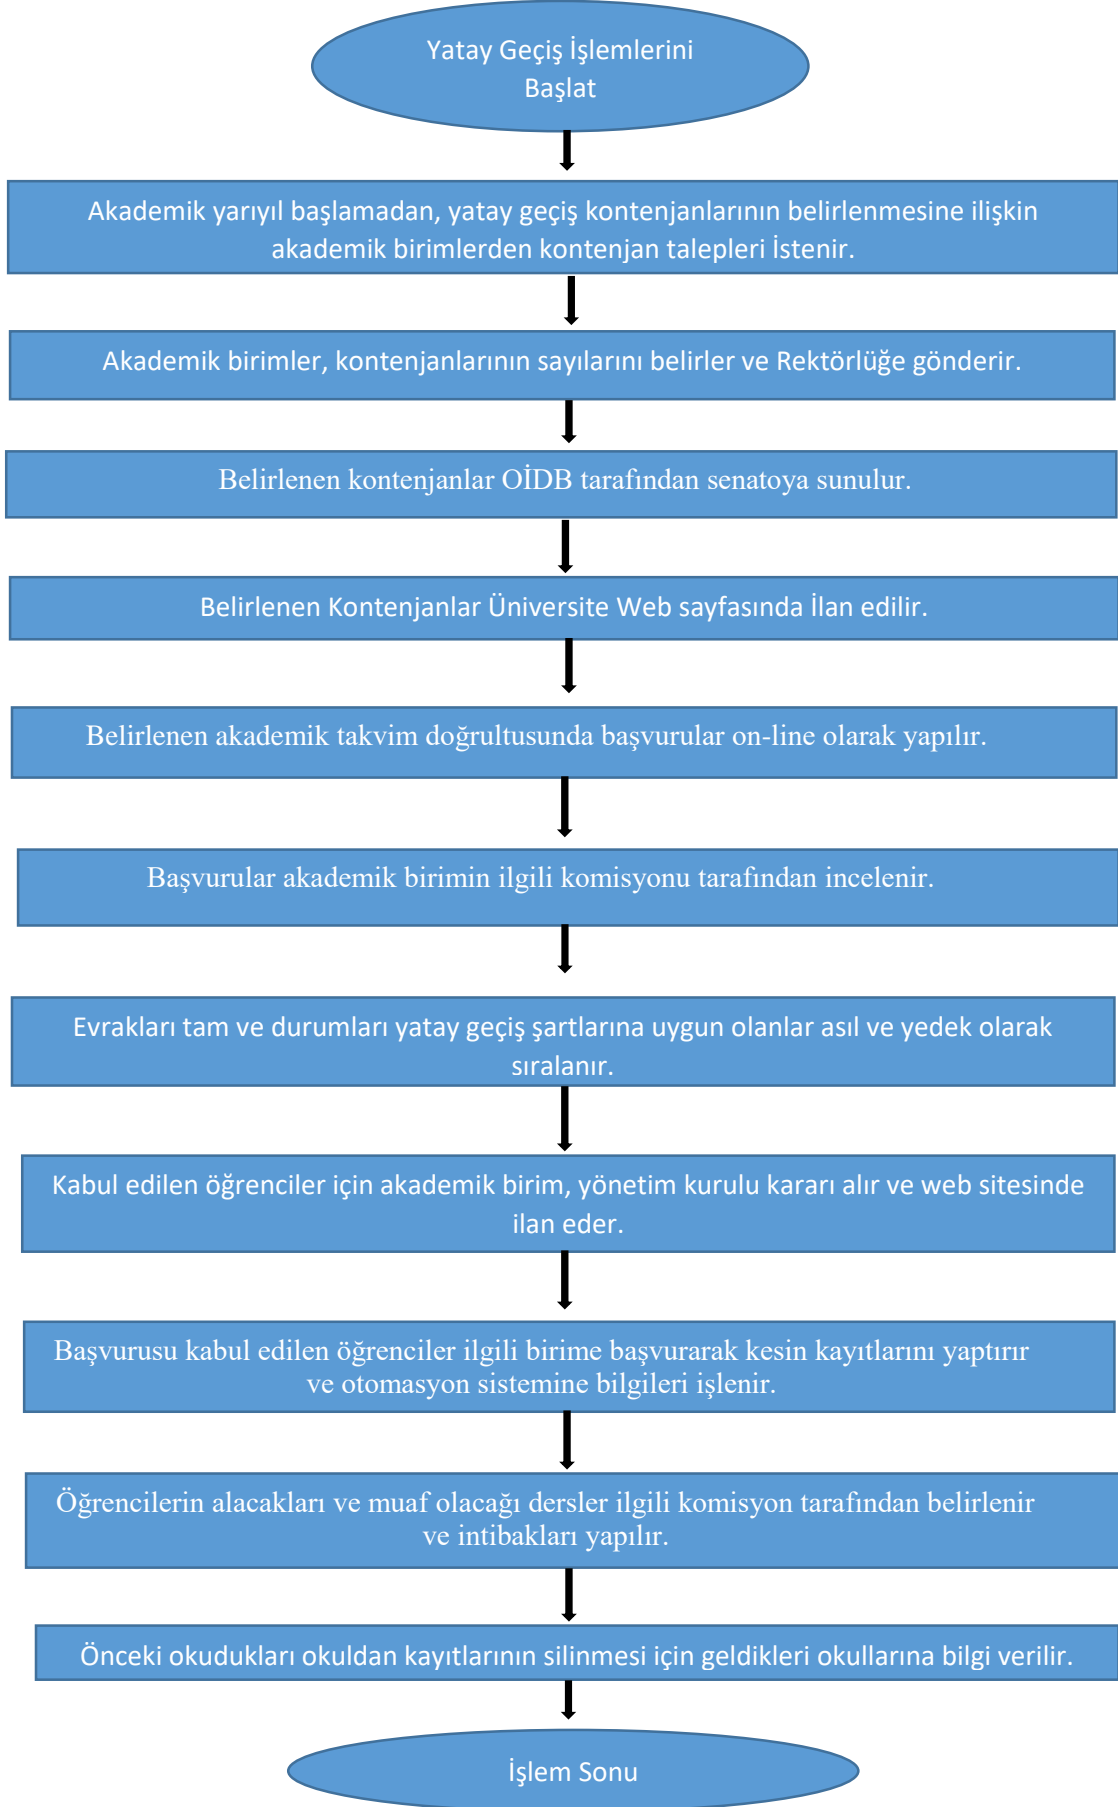 Yatay Geçiş İşlemlerini
Başlat
Akademik yarıyıl başlamadan, yatay geçiş kontenjanlarının belirlenmesine ilişkin
akademik birimlerden kontenjan talepleri İstenir.
Akademik birimler, kontenjanlarının sayılarını belirler ve Rektörlüğe gönderir.
Belirlenen kontenjanlar OİDB tarafından senatoya sunulur.
Belirlenen Kontenjanlar Üniversite Web sayfasında İlan edilir.
Belirlenen akademik takvim doğrultusunda başvurular on-line olarak yapılır.
Başvurular akademik birimin ilgili komisyonu tarafından incelenir.
Evrakları tam ve durumları yatay geçiş şartlarına uygun olanlar asıl ve yedek olarak
sıralanır.
Kabul edilen öğrenciler için akademik birim, yönetim kurulu kararı alır ve web sitesinde
ilan eder.
Başvurusu kabul edilen öğrenciler ilgili birime başvurarak kesin kayıtlarını yaptırır
ve otomasyon sistemine bilgileri işlenir.
Öğrencilerin alacakları ve muaf olacağı dersler ilgili komisyon tarafından belirlenir
ve intibakları yapılır.
Önceki okudukları okuldan kayıtlarının silinmesi için geldikleri okullarına bilgi verilir.
İşlem Sonu